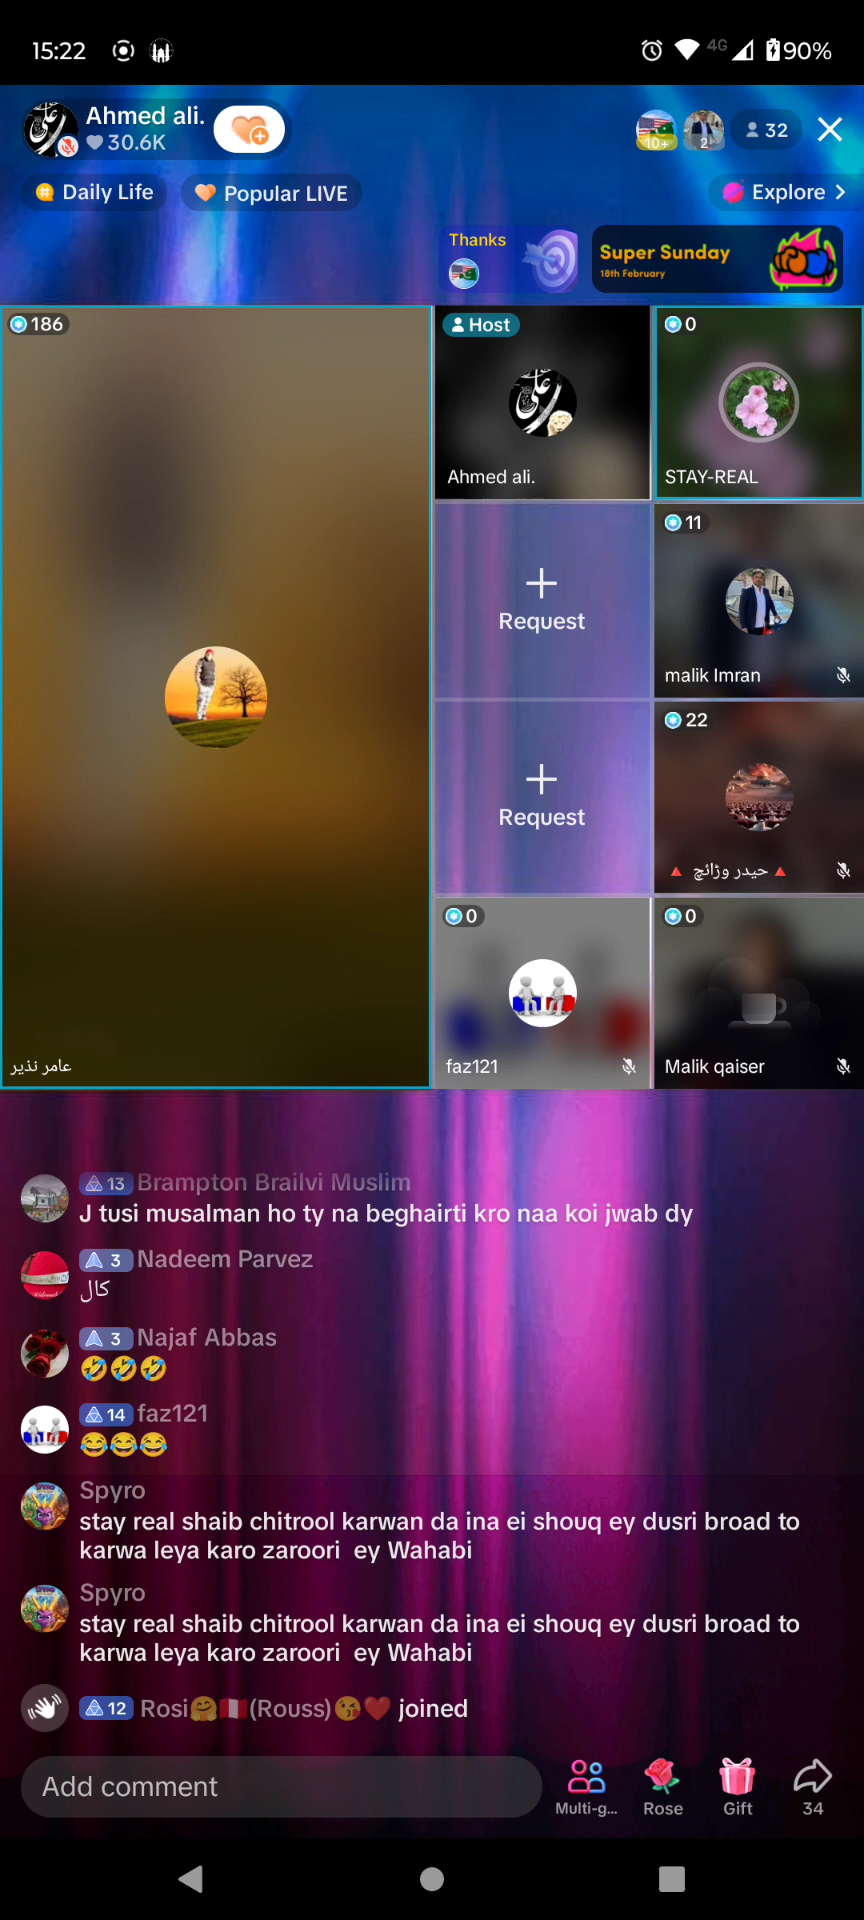 15:22
4G
90%
Ahmed ali.
30.6K
10+
2
32
Daily Life
Popular LIVE
Explore
Thanks
Super Sunday
18th February
186
Host
Ahmed ali.
0
STAY-REAL
Request
11
malik Imran
Request
22
🔺 حیدر وڑائچ 🔺
عامر نذیر
0
faz121
0
Malik qaiser
13 Brampton Brailvi Muslim
J tusi musalman ho ty na beghairti kro naa koi jwab dy
3 Nadeem Parvez
کال
3 Najaf Abbas
🤣🤣🤣
14 faz121
😂😂😂
Spyro
stay real shaib chitrool karwan da ina ei shouq ey dusri broad to
karwa leya karo zaroori ey Wahabi
Spyro
stay real shaib chitrool karwan da ina ei shouq ey dusri broad to
karwa leya karo zaroori ey Wahabi
12 Rosi🤗🇵🇪(Rouss)😘❤️ joined
Add comment
Multi-g...
Rose
Gift
34